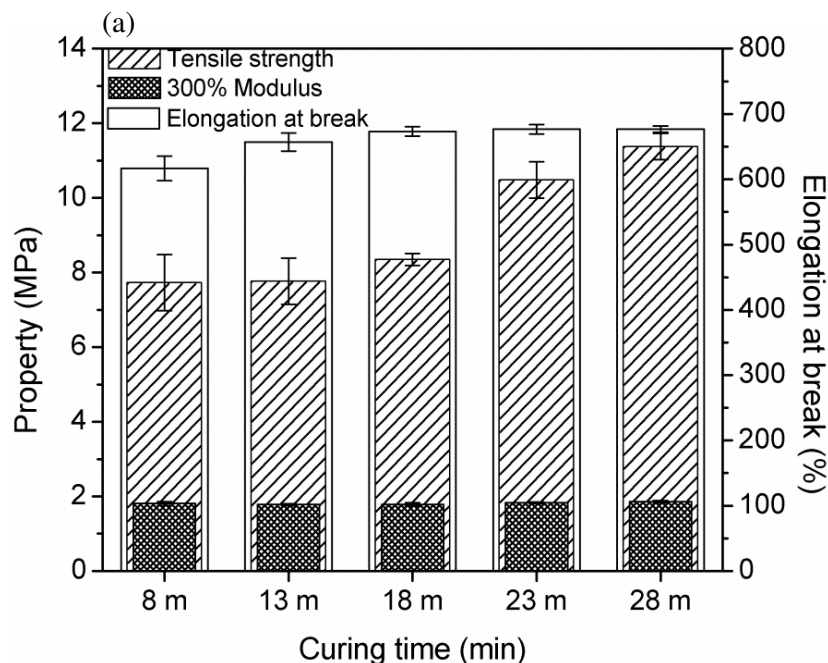 (a)
Tensile strength
300% Modulus
Elongation at break
14
12
10
8
6
4
2
0
Property (MPa)
800
700
600
500
400
300
200
100
0
Elongation at break (%)
8 m 13 m 18 m 23 m 28 m
Curing time (min)